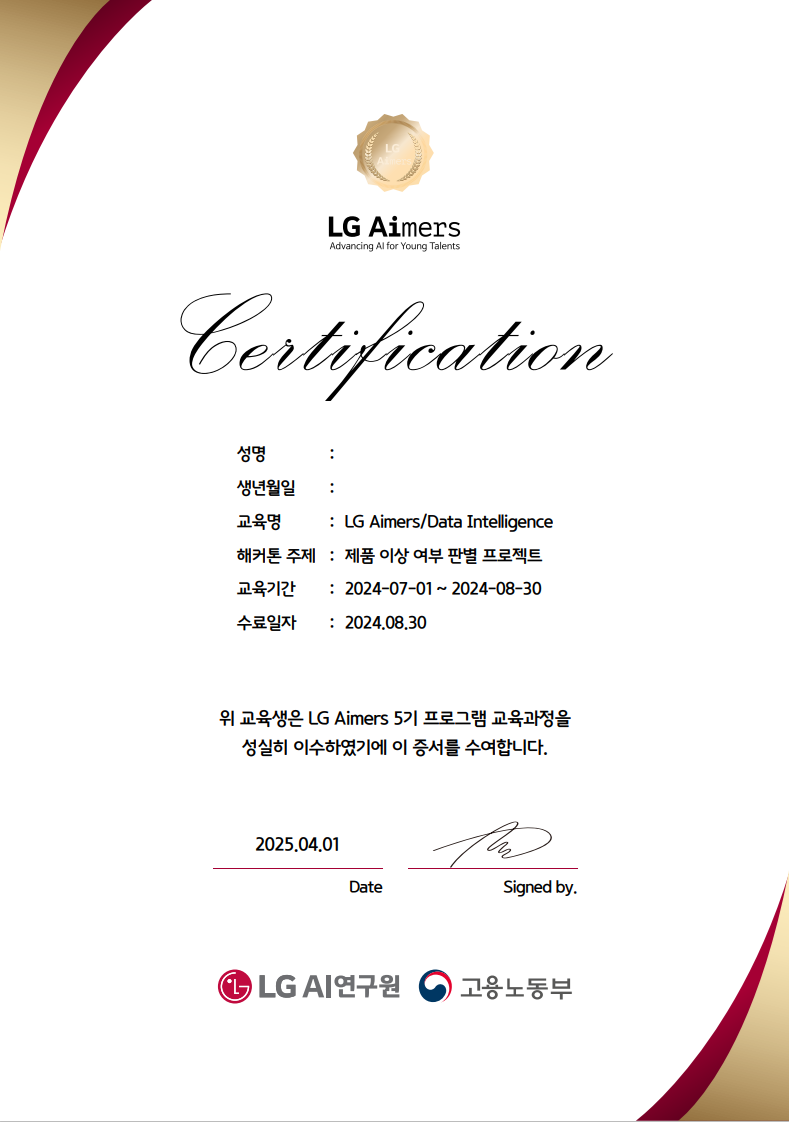 LG
Aimers
LG Aimers
Advancing AI for Young Talents
Certification
성명 :
생년월일 :
교육명 : LG Aimers/Data Intelligence
해커톤 주제 : 제품 이상 여부 판별 프로젝트
교육기간 : 2024-07-01 ~ 2024-08-30
수료일자 : 2024.08.30
위 교육생은 LG Aimers 5기 프로그램 교육과정을
성실히 이수하였기에 이 증서를 수여합니다.
2025.04.01
Date Signed by.
LG AI연구원 고용노동부